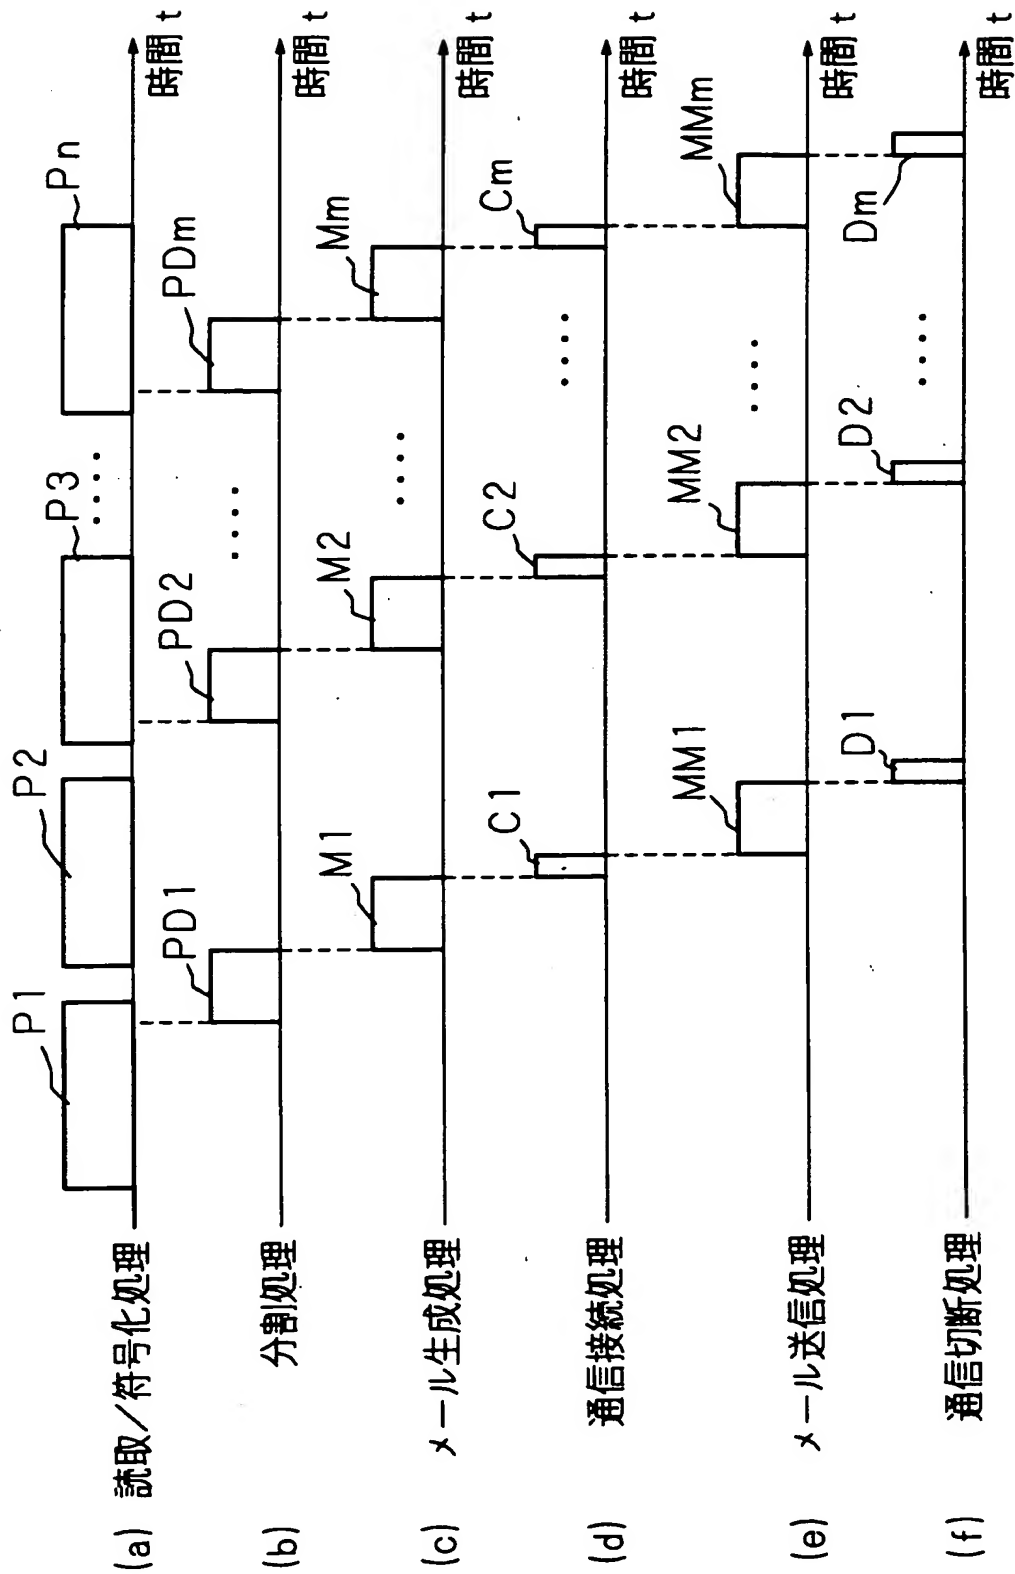 (a) 読取／符号化処理
P1
P2
P3
‥‥
Pn
時間 t
(b) 分割処理
PD1
PD2
‥‥
PDm
時間 t
(c) メール生成処理
M1
M2
‥‥
Mm
時間 t
(d) 通信接続処理
C1
C2
‥‥
Cm
時間 t
(e) メール送信処理
MM1
MM2
‥‥
MMm
時間 t
(f) 通信切断処理
D1
D2
‥‥
Dm
時間 t